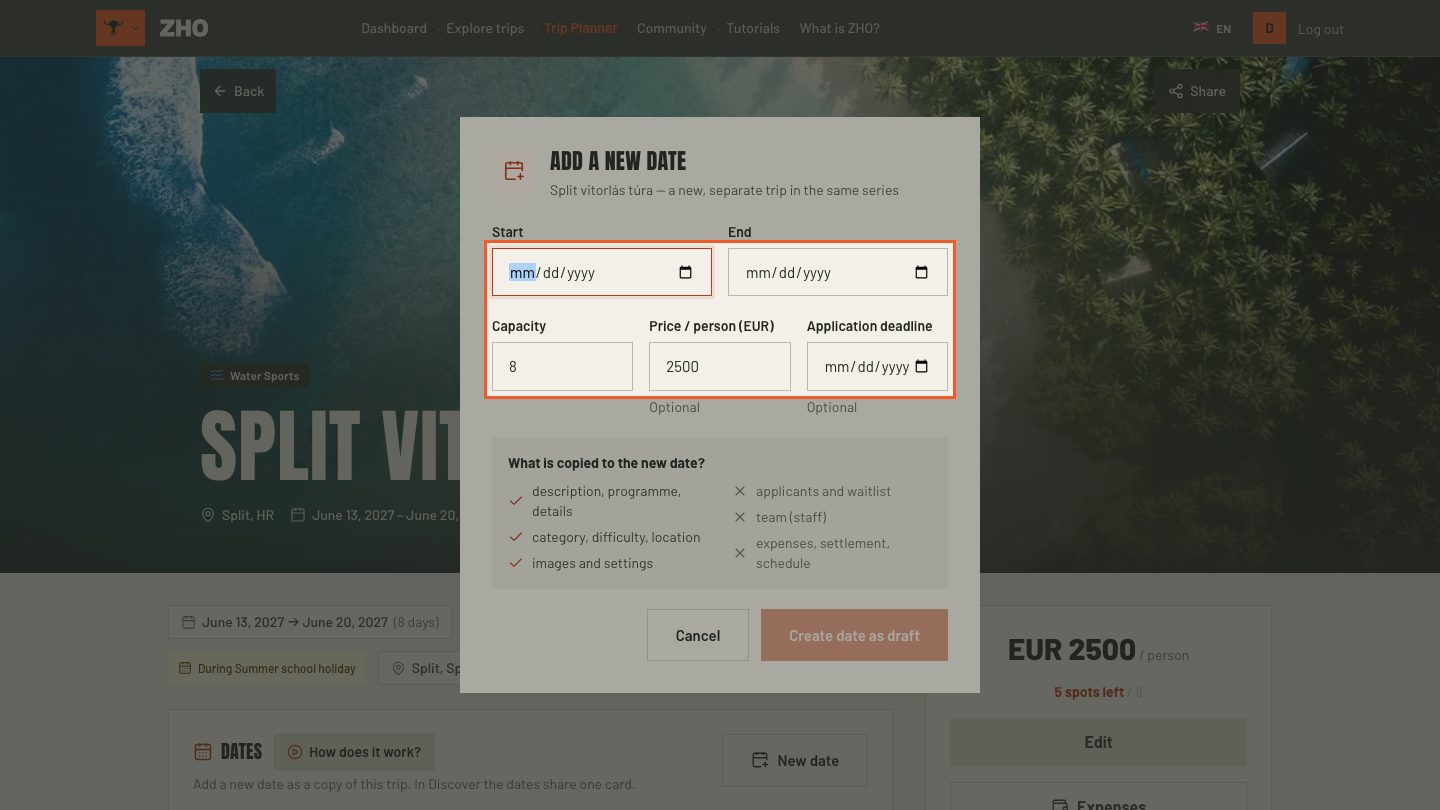 ZHO
Dashboard · Explore trips · Trip Planner · Community · Tutorials · What is ZHO?
EN
D
Log out
Back
Share
ADD A NEW DATE
Split vitorlás túra — a new, separate trip in the same series
Start
End
mm/dd/yyyy
mm/dd/yyyy
Capacity
Price / person (EUR)
Application deadline
8
2500
mm/dd/yyyy
Optional
Optional
Water Sports
SPLIT VIT
What is copied to the new date?
description, programme,
details
category, difficulty, location
images and settings
applicants and waitlist
team (staff)
expenses, settlement,
schedule
Split, HR
June 13, 2027 – June 20,
Cancel
Create date as draft
June 13, 2027 → June 20, 2027 (8 days)
During Summer school holiday
Split, Sp
EUR 2500 / person
5 spots left / 8
Edit
Expenses
DATES
How does it work?
New date
Add a new date as a copy of this trip. In Discover the dates share one card.